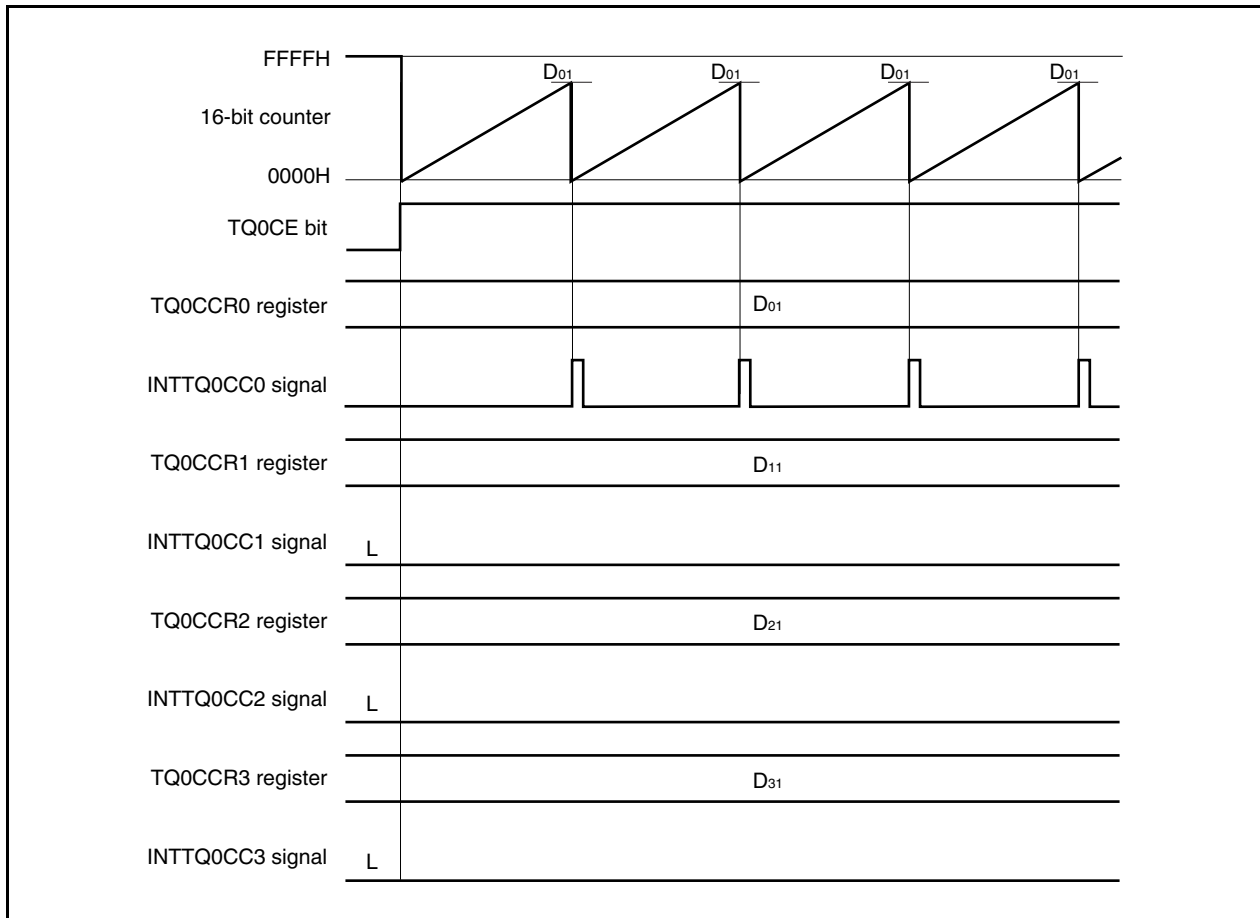 FFFFH
D01 D01 D01 D01
16-bit counter
0000H
TQ0CE bit
TQ0CCR0 register D01
INTTQ0CC0 signal
TQ0CCR1 register D11
INTTQ0CC1 signal L
TQ0CCR2 register D21
INTTQ0CC2 signal L
TQ0CCR3 register D31
INTTQ0CC3 signal L